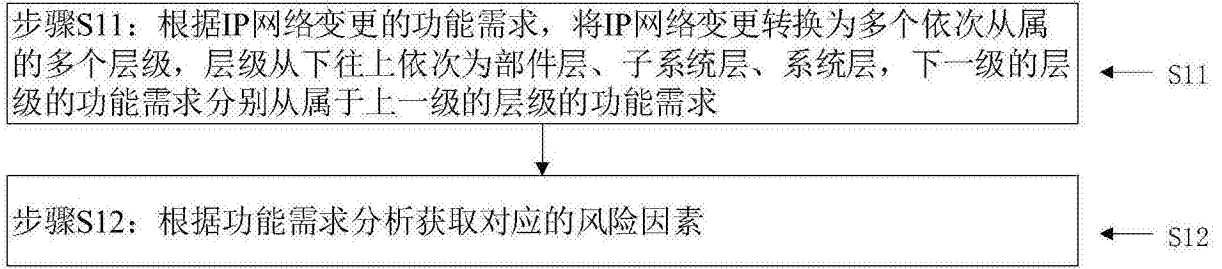 步骤S11：根据IP网络变更的功能需求，将IP网络变更转换为多个依次从属
的多个层级，层级从下往上依次为部件层、子系统层、系统层，下一级的层
级的功能需求分别从属于上一级的层级的功能需求
S11
步骤S12：根据功能需求分析获取对应的风险因素
S12